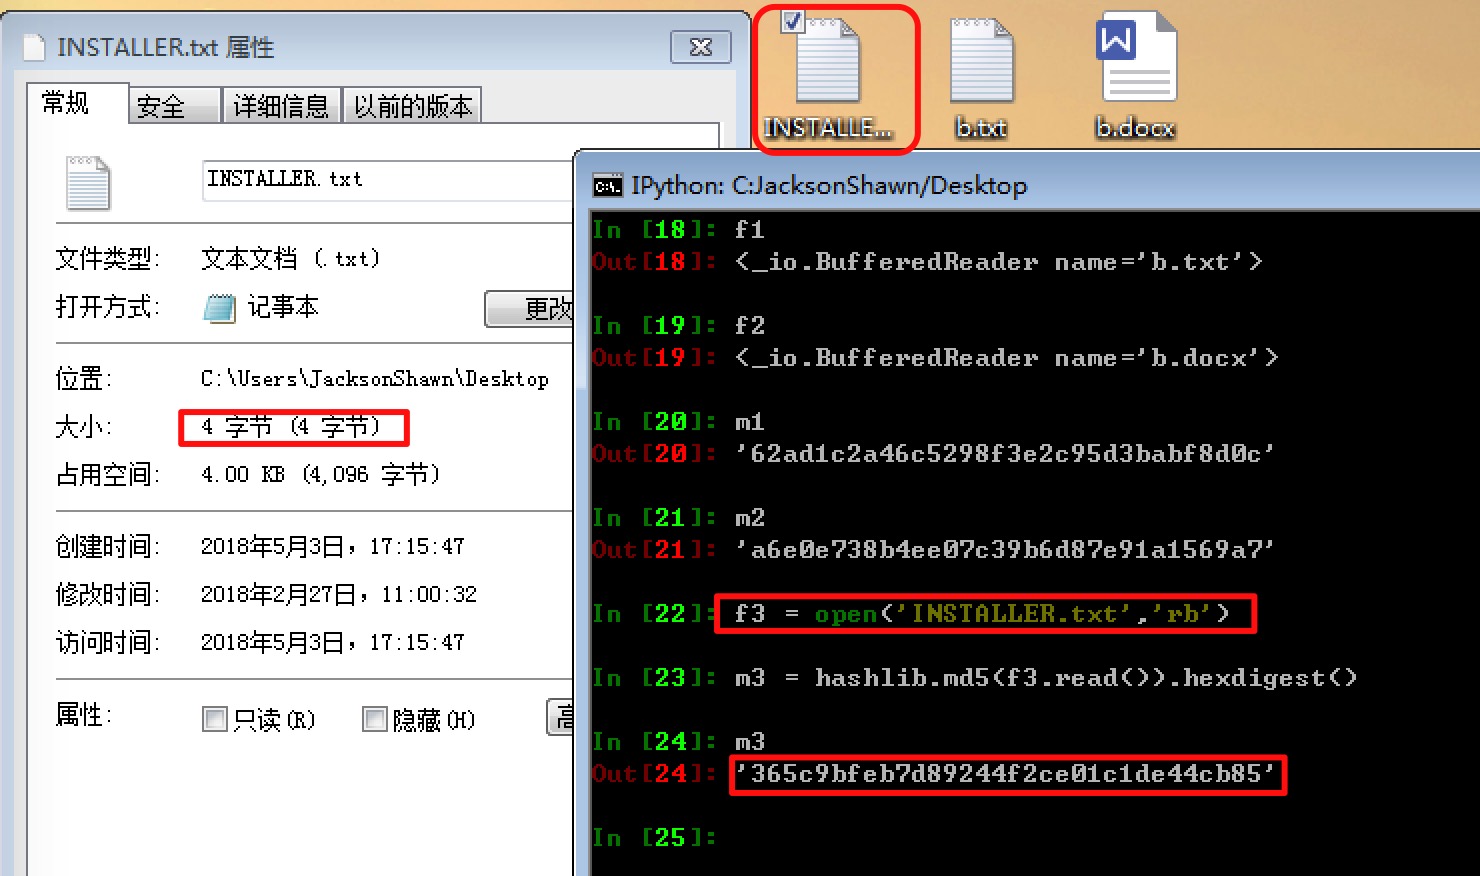 INSTALLER.txt 属性
常规
安全
详细信息
以前的版本
INSTALLER.txt
文件类型:
文本文档 (.txt)
打开方式:
记事本
更改
位置:
C:\Users\JacksonShawn\Desktop
大小:
4 字节 (4 字节)
占用空间:
4.00 KB (4,096 字节)
创建时间:
2018年5月3日，17:15:47
修改时间:
2018年2月27日，11:00:32
访问时间:
2018年5月3日，17:15:47
属性:
只读(R)
隐藏(H)
高
INSTALLE...
b.txt
W
b.docx
C:\.
IPython: C:JacksonShawn/Desktop
In [18]: f1
Out[18]: <_io.BufferedReader name='b.txt'>
In [19]: f2
Out[19]: <_io.BufferedReader name='b.docx'>
In [20]: m1
Out[20]: '62ad1c2a46c5298f3e2c95d3babf8d0c'
In [21]: m2
Out[21]: 'a6e0e738b4ee07c39b6d87e91a1569a7'
In [22]: f3 = open('INSTALLER.txt','rb')
In [23]: m3 = hashlib.md5(f3.read()).hexdigest()
In [24]: m3
Out[24]: '365c9bfeb7d89244f2ce01c1de44cb85'
In [25]: